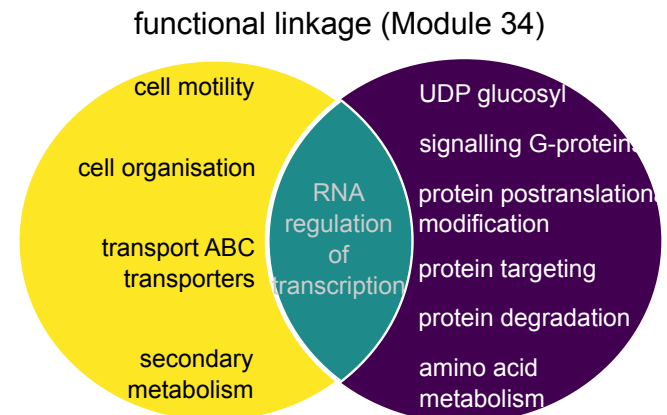 functional linkage (Module 34)
cell motility
cell organisation
transport ABC
transporters
secondary
metabolism
RNA
regulation
of
transcription
UDP glucosyl
signalling G-proteins
protein postranslationa
modification
protein targeting
protein degradation
amino acid
metabolism